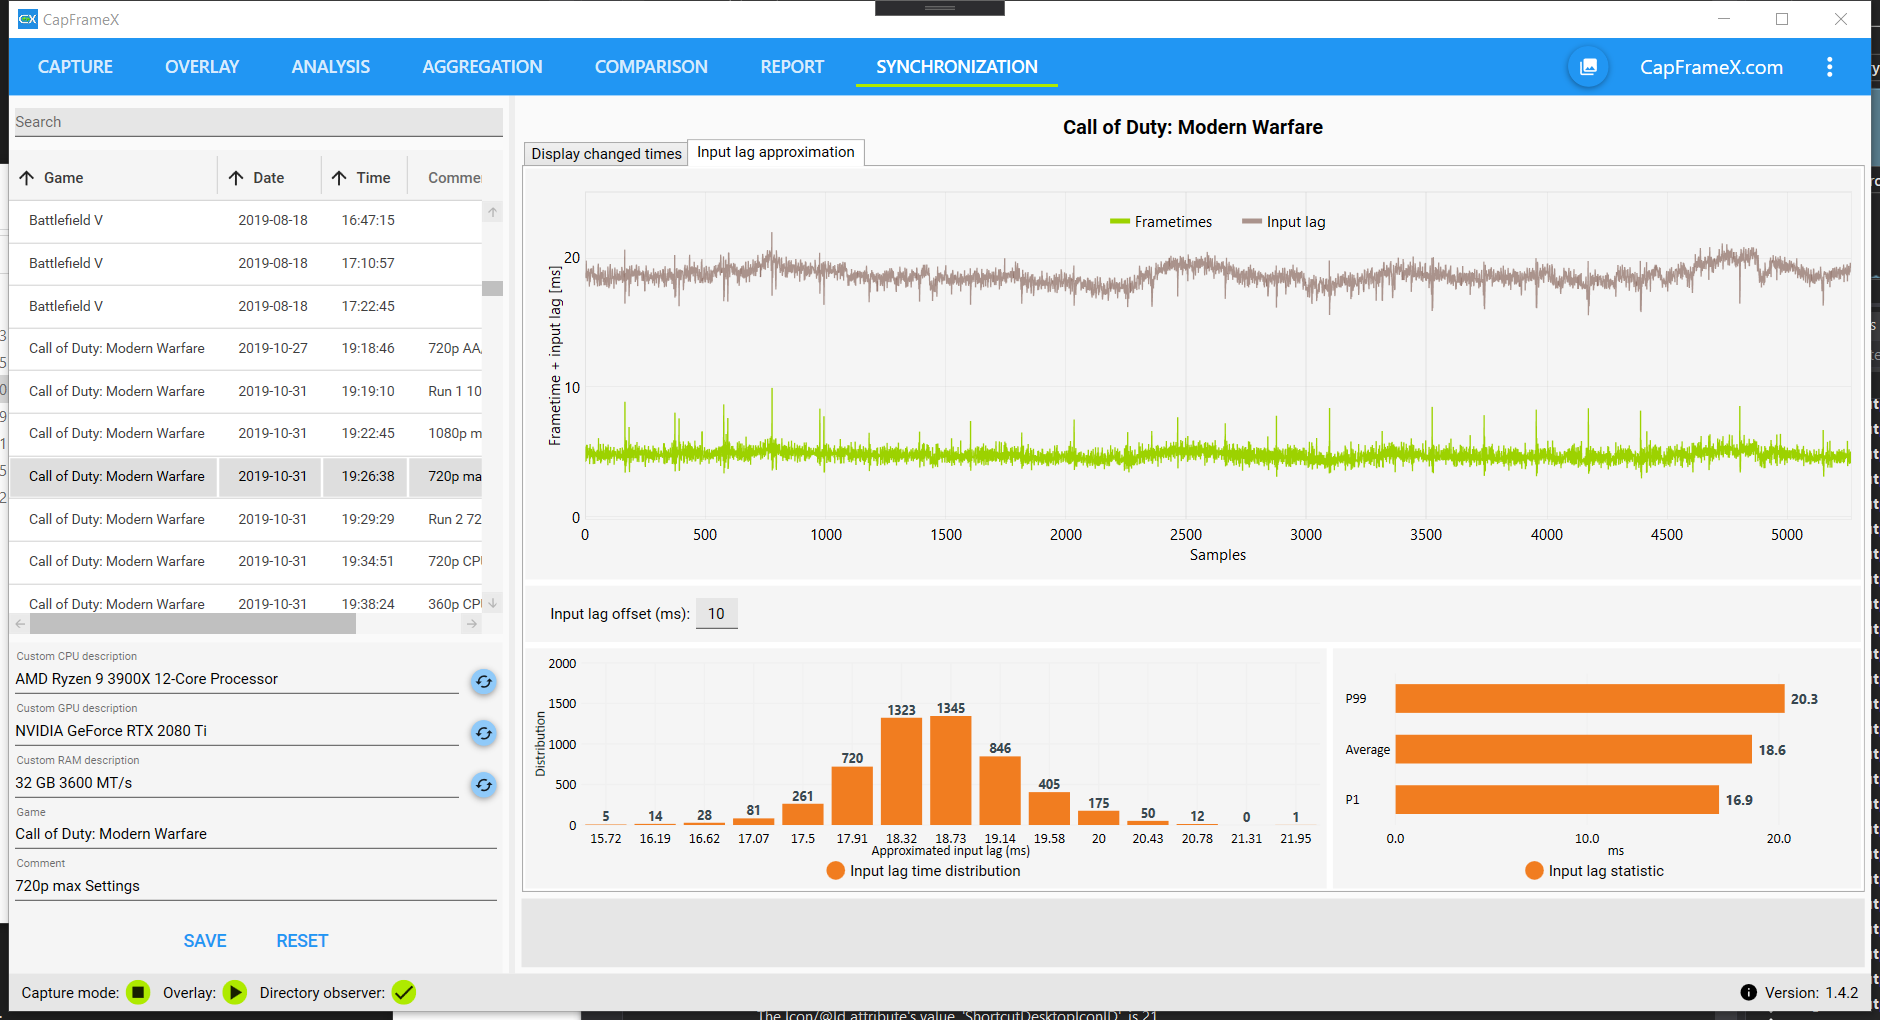 CapFrameX
CAPTURE OVERLAY ANALYSIS AGGREGATION COMPARISON REPORT SYNCHRONIZATION CapFrameX.com
Search
Game Date Time Comme
Battlefield V 2019-08-18 16:47:15
Battlefield V 2019-08-18 17:10:57
Battlefield V 2019-08-18 17:22:45
Call of Duty: Modern Warfare 2019-10-27 19:18:46 720p AA
Call of Duty: Modern Warfare 2019-10-31 19:19:10 Run 1 10
Call of Duty: Modern Warfare 2019-10-31 19:22:45 1080p m
Call of Duty: Modern Warfare 2019-10-31 19:26:38 720p ma
Call of Duty: Modern Warfare 2019-10-31 19:29:29 Run 2 72
Call of Duty: Modern Warfare 2019-10-31 19:34:51 720p CP
Call of Duty: Modern Warfare 2019-10-31 19:38:24 360p CP
Custom CPU description
AMD Ryzen 9 3900X 12-Core Processor
Custom GPU description
NVIDIA GeForce RTX 2080 Ti
Custom RAM description
32 GB 3600 MT/s
Game
Call of Duty: Modern Warfare
Comment
720p max Settings
SAVE RESET
Call of Duty: Modern Warfare
Display changed times Input lag approximation
Frametimes Input lag
Frametime + input lag [ms]
20
10
0
0 500 1000 1500 2000 2500 3000 3500 4000 4500 5000
Samples
Input lag offset (ms): 10
Distribution
2000
1500
1000
500
0
5 14 28 81 261 720 1323 1345 846 405 175 50 12 0 1
15.72 16.19 16.62 17.07 17.5 17.91 18.32 18.73 19.14 19.58 20 20.43 20.78 21.31 21.95
Approximated input lag (ms)
Input lag time distribution
P99 20.3
Average 18.6
P1 16.9
0.0 10.0 20.0
ms
Input lag statistic
Capture mode: Overlay: Directory observer: Version: 1.4.2
The Icon/@Id attribute's value, 'ShortcutDesktopIconID', is 21